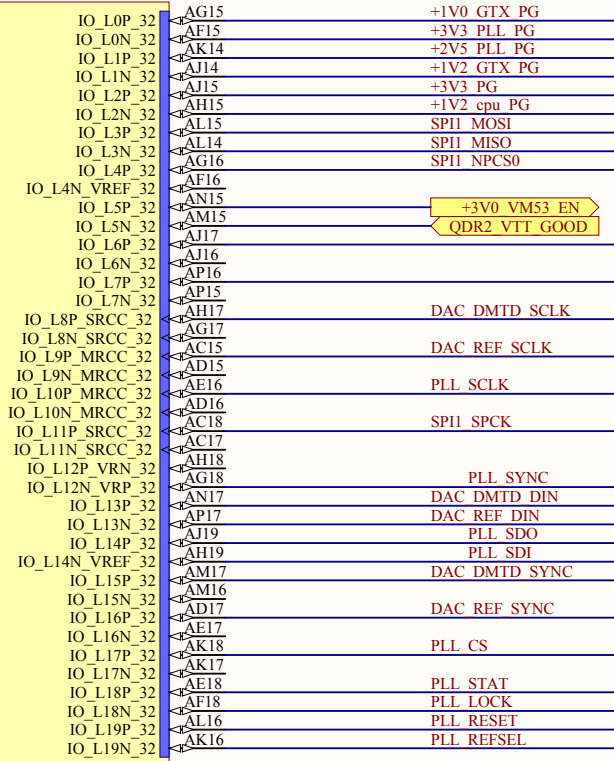 IO_L0P_32 AG15 +1V0_GTX_PG
IO_L0N_32 AF15 +3V3_PLL_PG
IO_L1P_32 AK14 +2V5_PLL_PG
IO_L1N_32 AJ14 +1V2_GTX_PG
IO_L2P_32 AJ15 +3V3_PG
IO_L2N_32 AH15 +1V2_cpu_PG
IO_L3P_32 AL15 SPI1_MOSI
IO_L3N_32 AL14 SPI1_MISO
IO_L4P_32 AG16 SPI1_NPCS0
IO_L4N_VREF_32 AF16
IO_L5P_32 AN15 +3V0_VM53_EN
IO_L5N_32 AM15 QDR2_VTT_GOOD
IO_L6P_32 AJ17
IO_L6N_32 AJ16
IO_L7P_32 AP16
IO_L7N_32 AP15
IO_L8P_SRCC_32 AH17 DAC_DMTD_SCLK
IO_L8N_SRCC_32 AG17
IO_L9P_MRCC_32 AC15 DAC_REF_SCLK
IO_L9N_MRCC_32 AD15
IO_L10P_MRCC_32 AE16 PLL_SCLK
IO_L10N_MRCC_32 AD16
IO_L11P_SRCC_32 AC18 SPI1_SPCK
IO_L11N_SRCC_32 AC17
IO_L12P_VRN_32 AH18
IO_L12N_VRP_32 AG18 PLL_SYNC
IO_L13P_32 AN17 DAC_DMTD_DIN
IO_L13N_32 AP17 DAC_REF_DIN
IO_L14P_32 AJ19 PLL_SDO
IO_L14N_VREF_32 AH19 PLL_SDI
IO_L15P_32 AM17 DAC_DMTD_SYNC
IO_L15N_32 AM16
IO_L16P_32 AD17 DAC_REF_SYNC
IO_L16N_32 AE17
IO_L17P_32 AK18 PLL_CS
IO_L17N_32 AK17
IO_L18P_32 AE18 PLL_STAT
IO_L18N_32 AF18 PLL_LOCK
IO_L19P_32 AL16 PLL_RESET
IO_L19N_32 AK16 PLL_REFSEL